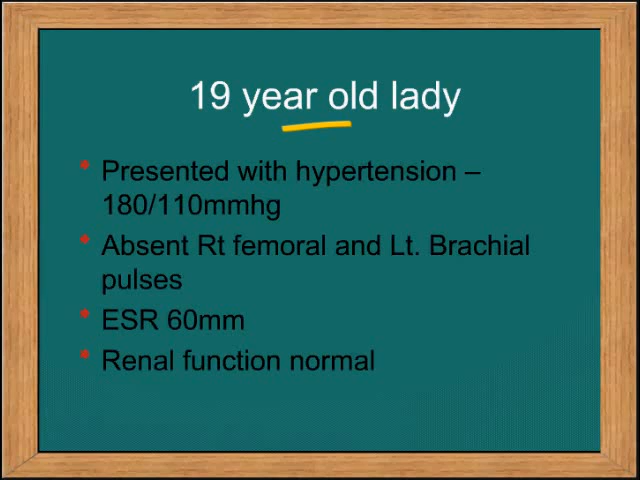 19 year old lady
• Presented with hypertension –
180/110mmhg
• Absent Rt femoral and Lt. Brachial
pulses
• ESR 60mm
• Renal function normal